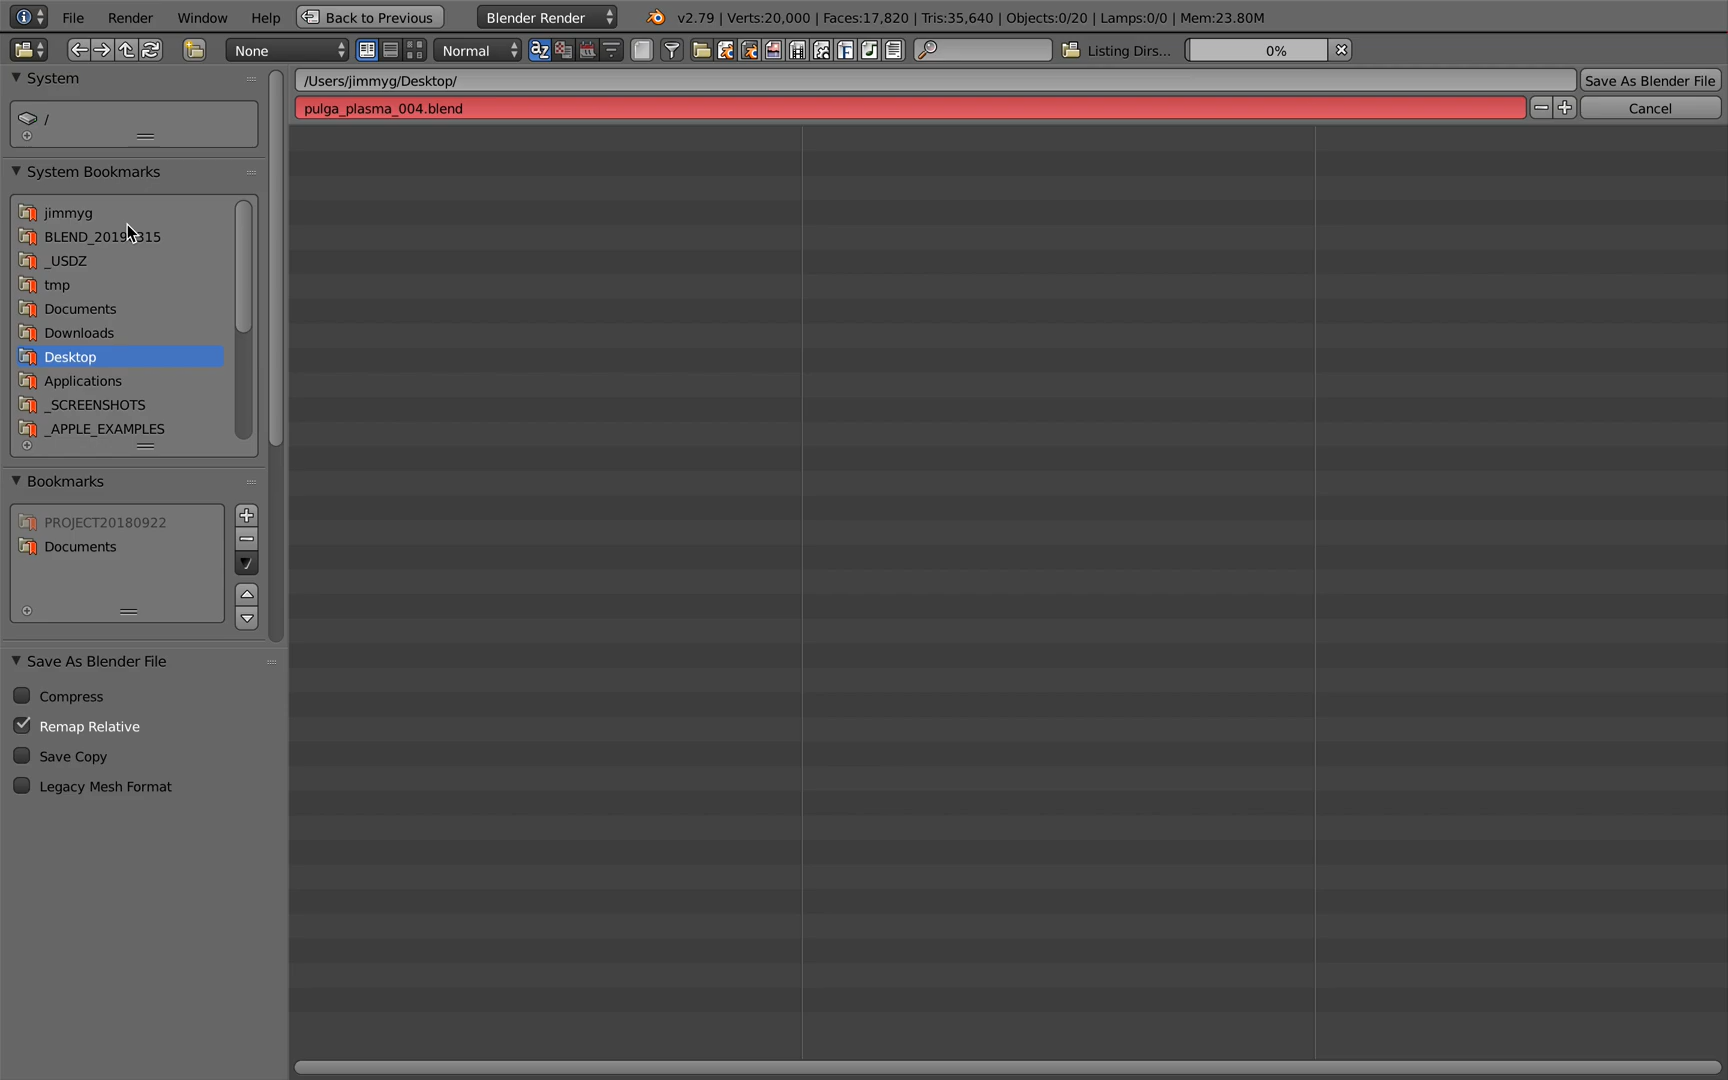 File Render Window Help Back to Previous Blender Render v2.79 | Verts:20,000 | Faces:17,820 | Tris:35,640 | Objects:0/20 | Lamps:0/0 | Mem:23.80M
None Normal Listing Dirs... 0%
System
/
System Bookmarks
jimmyg
BLEND_20190315
_USDZ
tmp
Documents
Downloads
Desktop
Applications
_SCREENSHOTS
_APPLE_EXAMPLES
Bookmarks
PROJECT20180922
Documents
Save As Blender File
Compress
Remap Relative
Save Copy
Legacy Mesh Format
/Users/jimmyg/Desktop/ Save As Blender File
pulga_plasma_004.blend Cancel